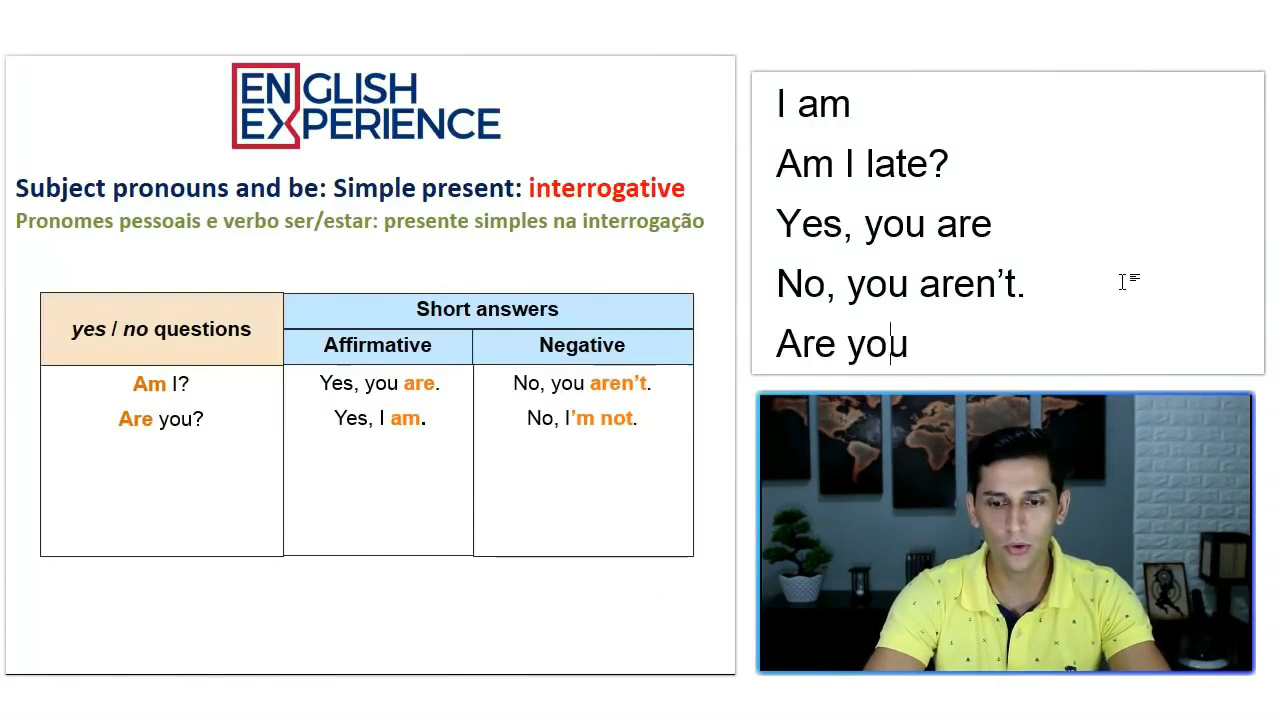 ENGLISH
EXPERIENCE
Subject pronouns and be: Simple present: interrogative
Pronomes pessoais e verbo ser/estar: presente simples na interrogação
yes / no questions
Short answers
Affirmative
Negative
Am I?
Yes, you are.
No, you aren't.
Are you?
Yes, I am.
No, I'm not.
I am
Am I late?
Yes, you are
No, you aren’t.
Are you